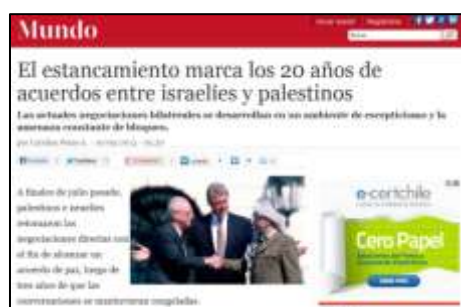 Mundo
El estancamiento marca los 20 años de
acuerdos entre israelíes y palestinos
Las actuales negociaciones bilaterales se desarrollan en un ambiente de escepticismo y la
amenaza constante de bloqueo.
A finales de julio pasado,
palestinos e israelíes
retomaron las
negociaciones directas con
el fin de alcanzar un
acuerdo de paz, luego de
tres años de que las
conversaciones se mantuvieran congeladas.
e-certchile
Cero Papel